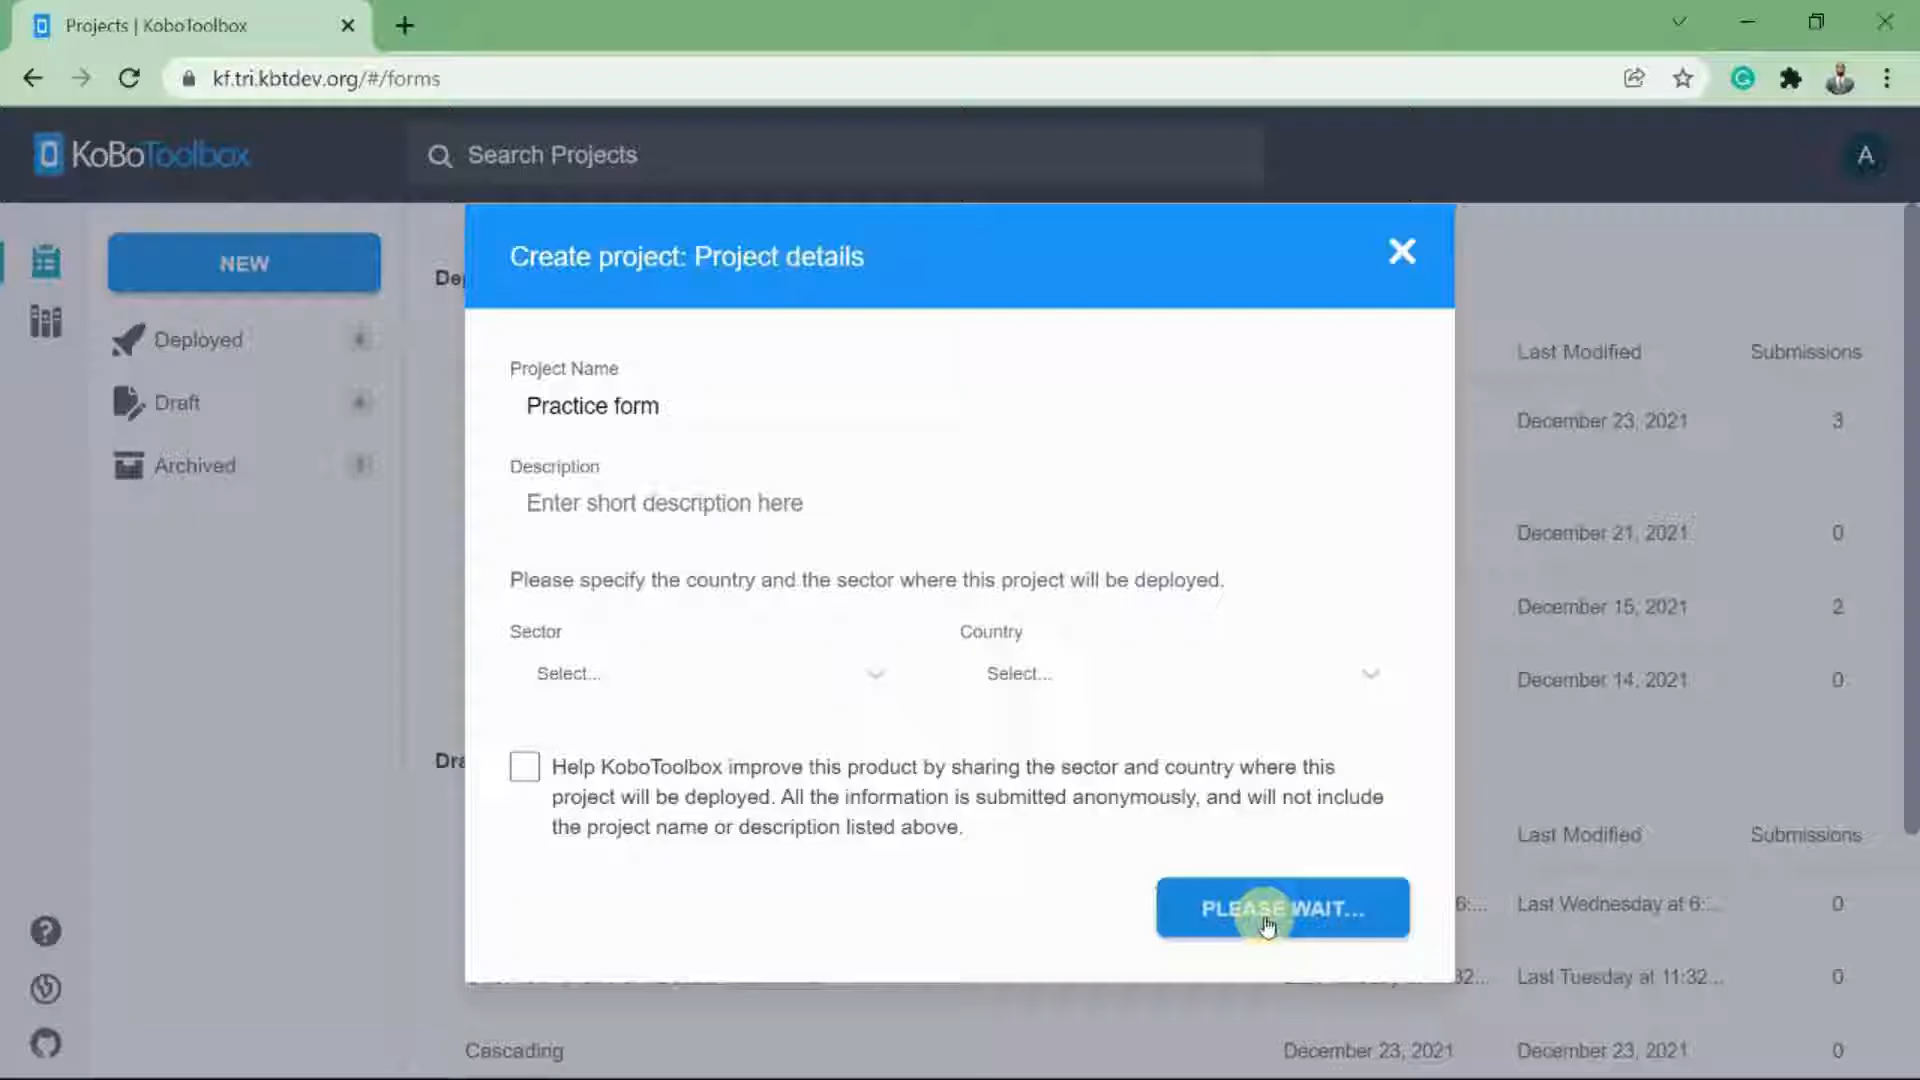 Projects | KoboToolbox
kf.tri.kbtdev.org/#/forms
KoBoToolbox
Search Projects
A
NEW
Deployed
Draft
Archived
Create project: Project details
Project Name
Practice form
Description
Enter short description here
Please specify the country and the sector where this project will be deployed.
Sector
Country
Select...
Select...
Help KoboToolbox improve this product by sharing the sector and country where this
project will be deployed. All the information is submitted anonymously, and will not include
the project name or description listed above.
PLEASE WAIT...
Last Modified
Submissions
December 23, 2021
3
December 21, 2021
0
December 15, 2021
2
December 14, 2021
0
Last Modified
Submissions
6:...
Last Wednesday at 6:...
0
32...
Last Tuesday at 11:32...
0
Cascading
December 23, 2021
December 23, 2021
0